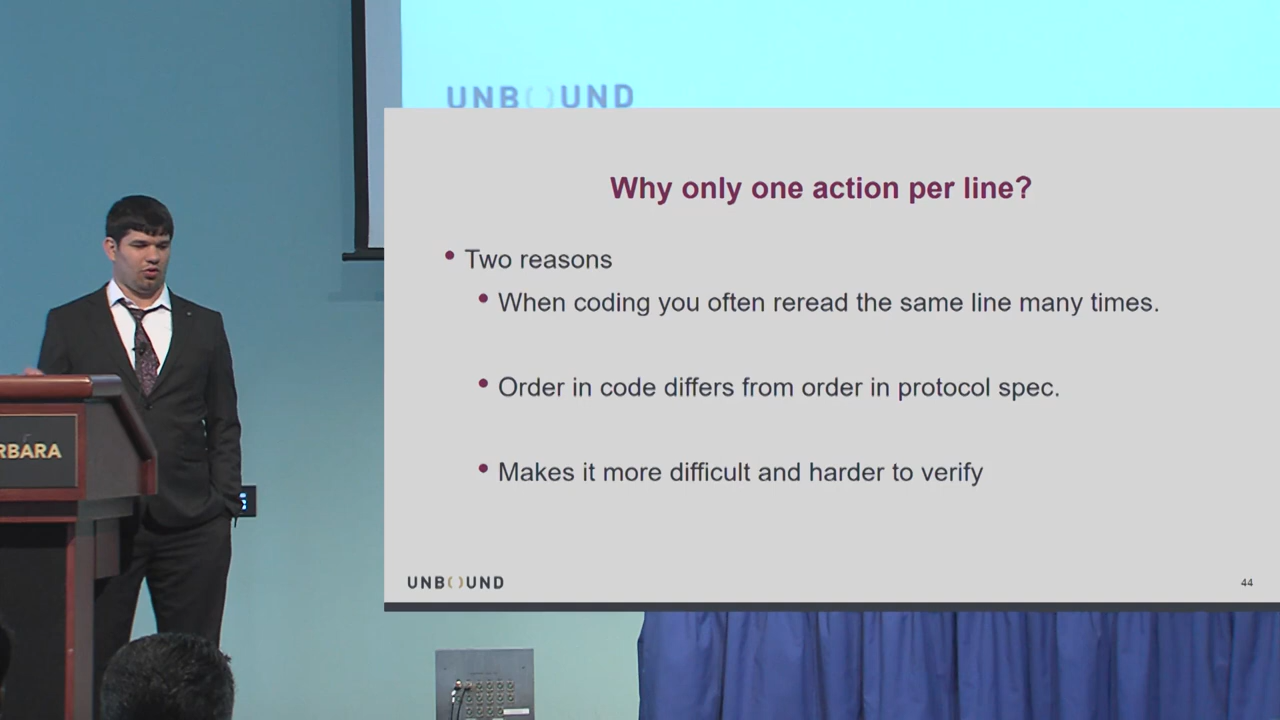 UNBOUND
Why only one action per line?
• Two reasons
• When coding you often reread the same line many times.
• Order in code differs from order in protocol spec.
• Makes it more difficult and harder to verify
RBARA
UNBOUND
44